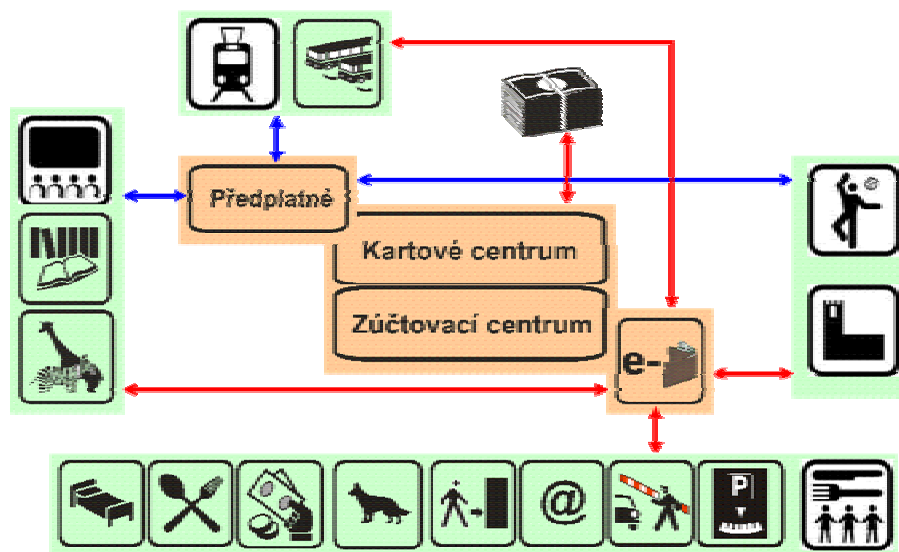 Předplatné
Kartové centrum
Zúčtovací centrum
e-
@
P